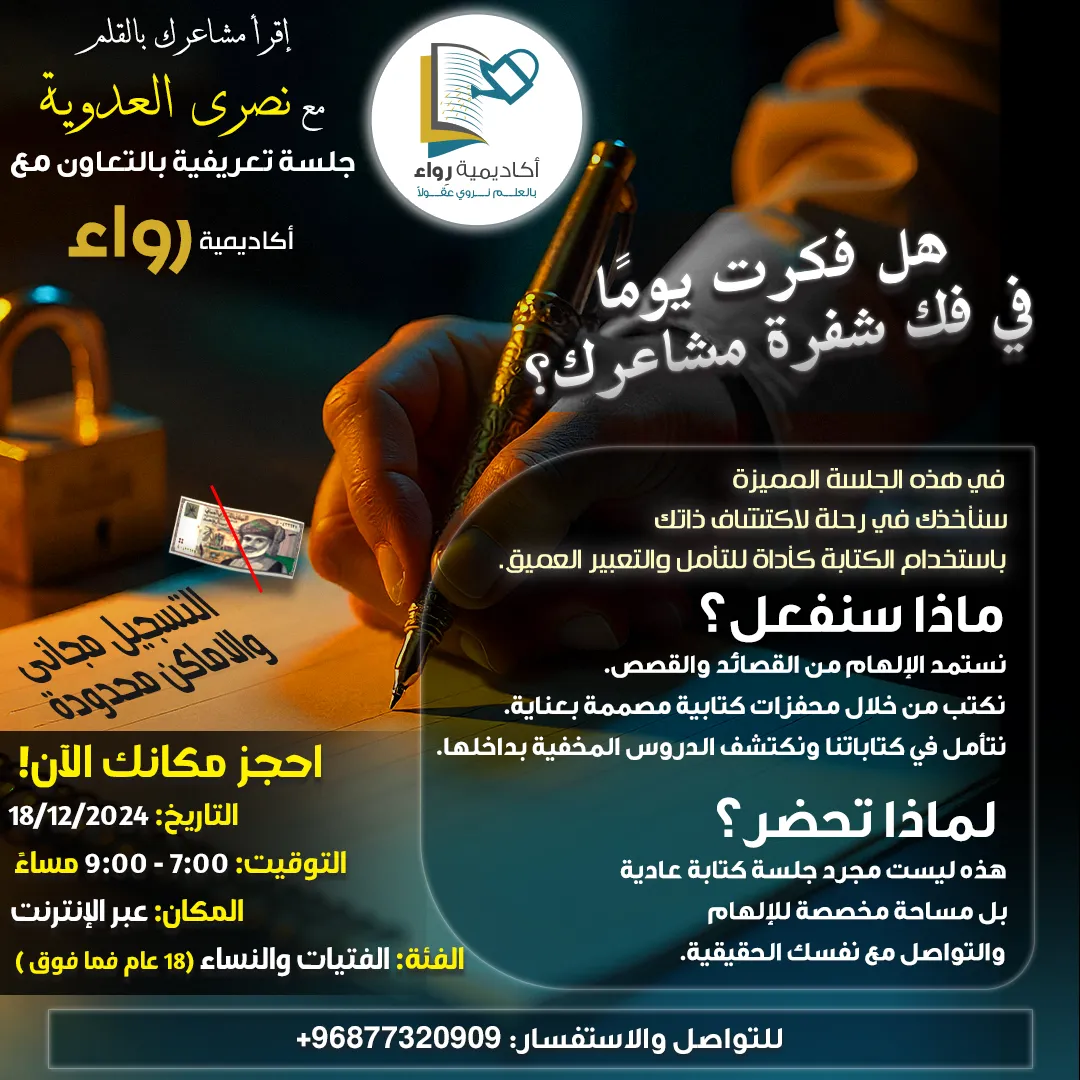 إقرأ مشاعرك بالقلم
مع نصرى العدوية
جلسة تعريفية بالتعاون مع
أكاديمية رواء
أكاديمية رواء
بالعلـــم نـــروي عقـــولاً
هل فكرت يومًا
في فك شفرة مشاعرك؟
في هذه الجلسة المميزة
سنأخذك في رحلة لاكتشاف ذاتك
باستخدام الكتابة كأداة للتأمل والتعبير العميق.
ماذا سنفعل؟
نستمد الإلهام من القصائد والقصص.
نكتب من خلال محفزات كتابية مصممة بعناية.
نتأمل في كتاباتنا ونكتشف الدروس المخفية بداخلها.
لماذا تحضر؟
هذه ليست مجرد جلسة كتابة عادية
بل مساحة مخصصة للإلهام
والتواصل مع نفسك الحقيقية.
التسجيل مجانى
والاماكن محدودة
احجز مكانك الآن!
التاريخ: 18/12/2024
التوقيت: 7:00 - 9:00 مساءً
المكان: عبر الإنترنت
الفئة: الفتيات والنساء (18 عام فما فوق )
للتواصل والاستفسار: 96877320909+